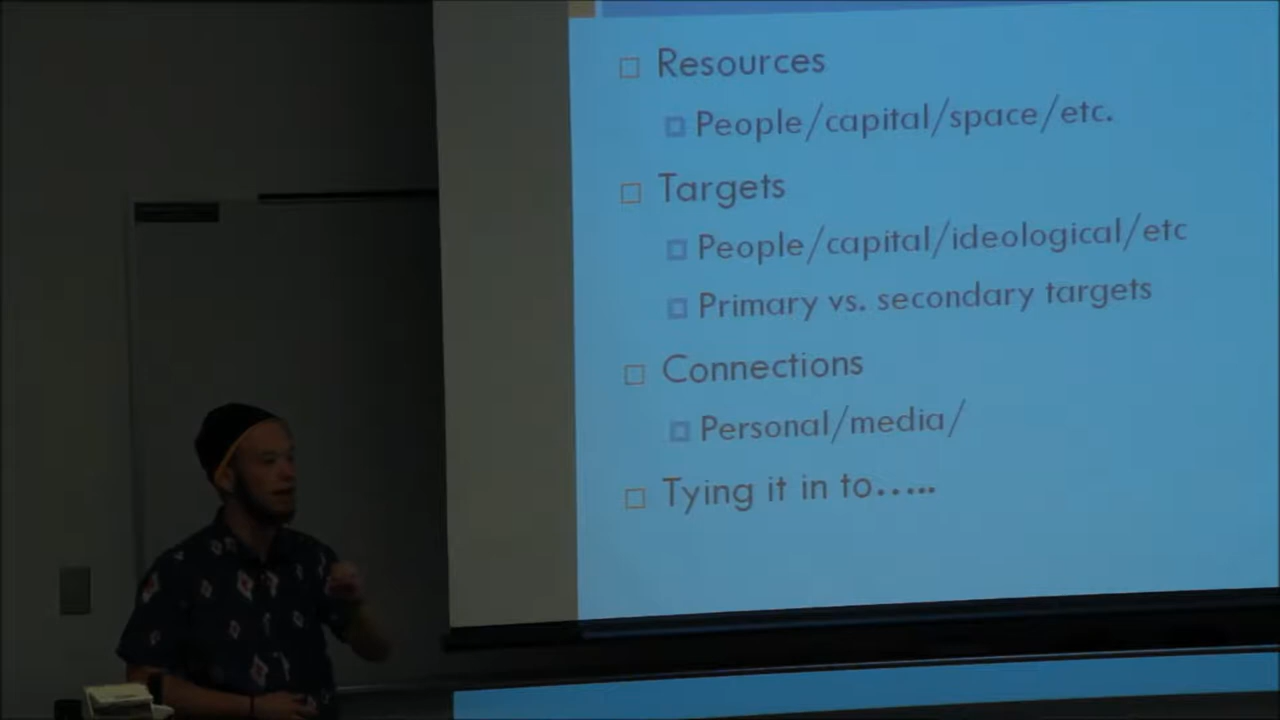 Resources
People/capital/space/etc.
Targets
People/capital/ideological/etc
Primary vs. secondary targets
Connections
Personal/media/
Tying it in to…..